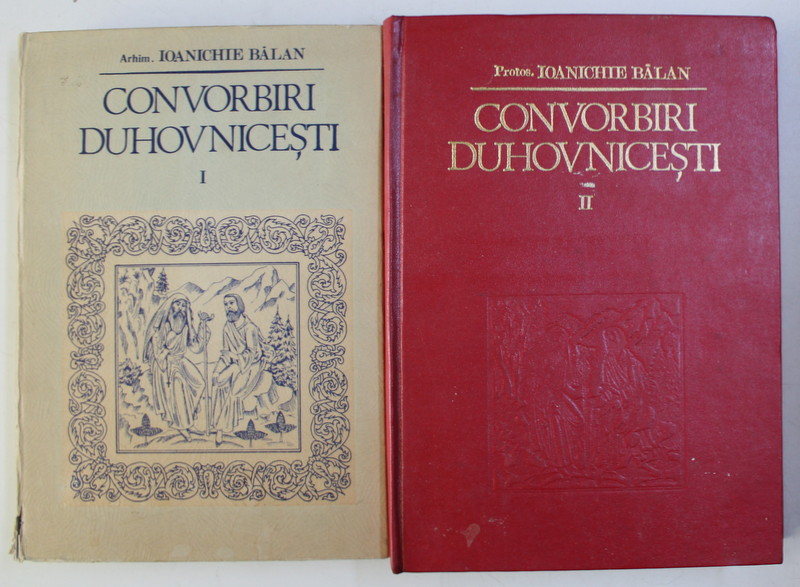 Arhim. IOANICHIE BĂLAN
CONVORBIRI
DUHOVNICEȘTI
I
Protos. IOANICHIE BĂLAN
CONVORBIRI
DUHOVNICEȘTI
II